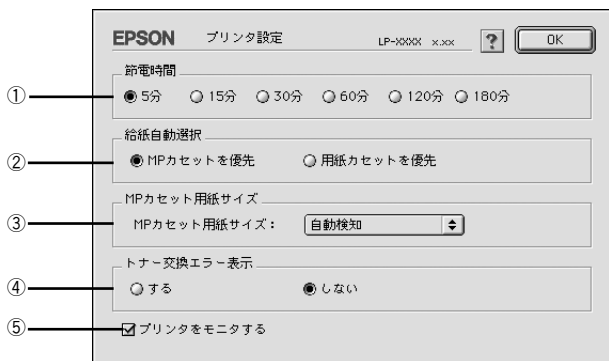 EPSON プリンタ設定 LP-XXXX x.xx ? OK
節電時間
① 5分 15分 30分 60分 120分 180分
給紙自動選択
② MPカセットを優先 用紙カセットを優先
MPカセット用紙サイズ
③ MPカセット用紙サイズ： 自動検知
トナー交換エラー表示
④ する しない
⑤ プリンタをモニタする